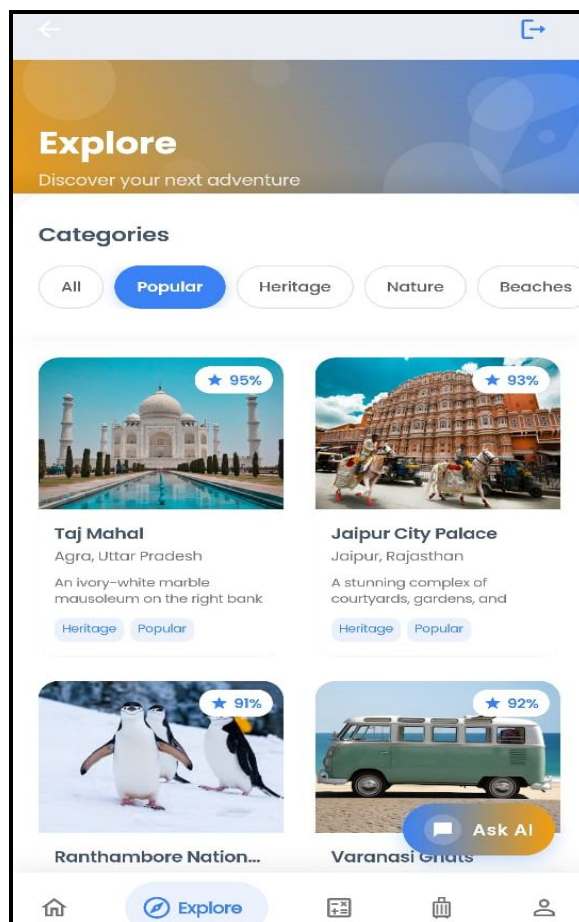 Explore
Discover your next adventure
Categories
All
Popular
Heritage
Nature
Beaches
95%
93%
Taj Mahal
Agra, Uttar Pradesh
An ivory-white marble
mausoleum on the right bank
Heritage
Popular
Jaipur City Palace
Jaipur, Rajasthan
A stunning complex of
courtyards, gardens, and
Heritage
Popular
91%
92%
Ranthambore Nation...
Varanasi Ghats
Ask AI
Explore